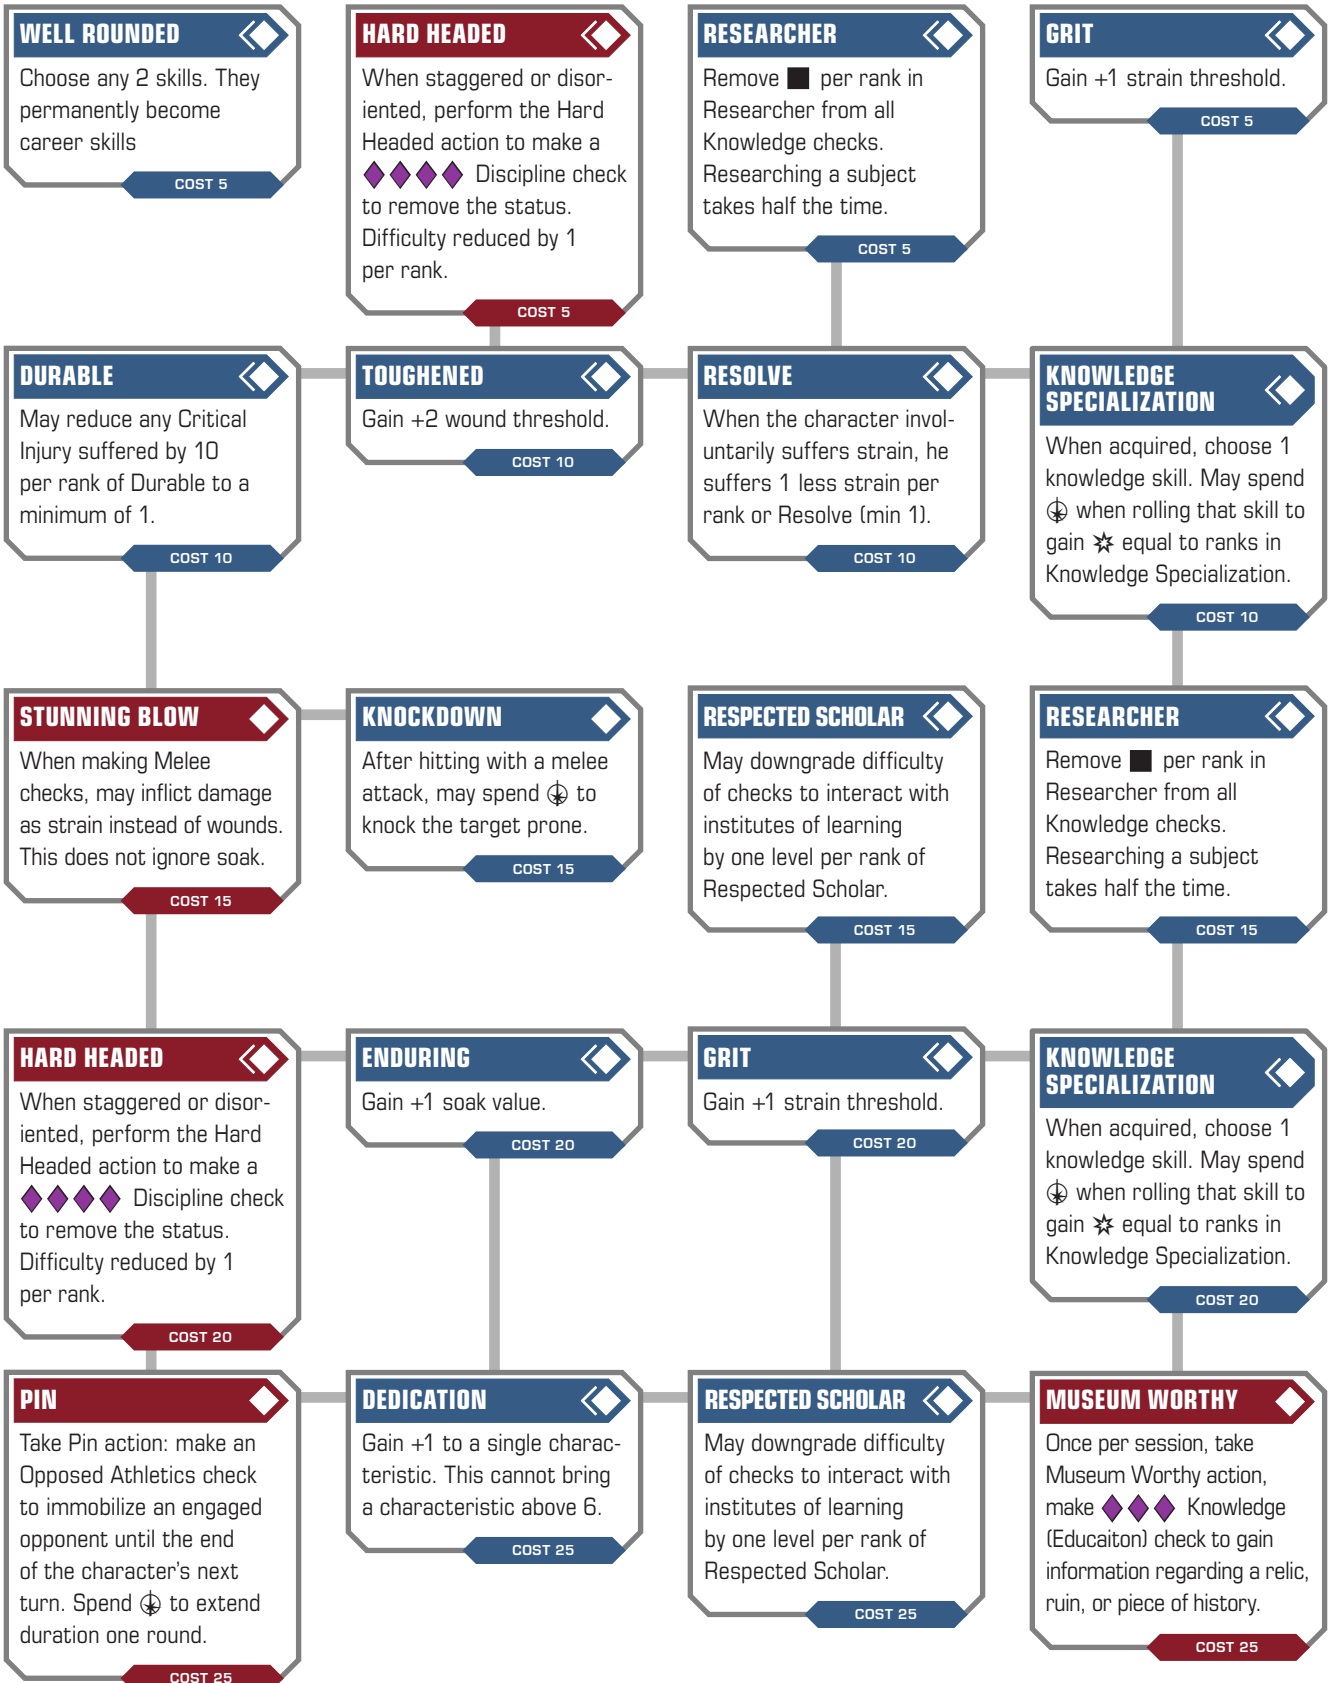 WELL ROUNDED
Choose any 2 skills. They
permanently become
career skills
COST 5
HARD HEADED
When staggered or disor-
iented, perform the Hard
Headed action to make a
Discipline check
to remove the status.
Difficulty reduced by 1
per rank.
COST 5
RESEARCHER
Remove per rank in
Researcher from all
Knowledge checks.
Researching a subject
takes half the time.
COST 5
GRIT
Gain +1 strain threshold.
COST 5
DURABLE
May reduce any Critical
Injury suffered by 10
per rank of Durable to a
minimum of 1.
COST 10
TOUGHENED
Gain +2 wound threshold.
COST 10
RESOLVE
When the character invol-
untarily suffers strain, he
suffers 1 less strain per
rank or Resolve (min 1).
COST 10
KNOWLEDGE
SPECIALIZATION
When acquired, choose 1
knowledge skill. May spend
when rolling that skill to
gain equal to ranks in
Knowledge Specialization.
COST 10
STUNNING BLOW
When making Melee
checks, may inflict damage
as strain instead of wounds.
This does not ignore soak.
COST 15
KNOCKDOWN
After hitting with a melee
attack, may spend to
knock the target prone.
COST 15
RESPECTED SCHOLAR
May downgrade difficulty
of checks to interact with
institutes of learning
by one level per rank of
Respected Scholar.
COST 15
RESEARCHER
Remove per rank in
Researcher from all
Knowledge checks.
Researching a subject
takes half the time.
COST 15
HARD HEADED
When staggered or disor-
iented, perform the Hard
Headed action to make a
Discipline check
to remove the status.
Difficulty reduced by 1
per rank.
COST 20
ENDURING
Gain +1 soak value.
COST 20
GRIT
Gain +1 strain threshold.
COST 20
KNOWLEDGE
SPECIALIZATION
When acquired, choose 1
knowledge skill. May spend
when rolling that skill to
gain equal to ranks in
Knowledge Specialization.
COST 20
PIN
Take Pin action: make an
Opposed Athletics check
to immobilize an engaged
opponent until the end
of the character's next
turn. Spend to extend
duration one round.
COST 25
DEDICATION
Gain +1 to a single charac-
teristic. This cannot bring
a characteristic above 6.
COST 25
RESPECTED SCHOLAR
May downgrade difficulty
of checks to interact with
institutes of learning
by one level per rank of
Respected Scholar.
COST 25
MUSEUM WORTHY
Once per session, take
Museum Worthy action,
make Knowledge
(Educaiton) check to gain
information regarding a relic,
ruin, or piece of history.
COST 25